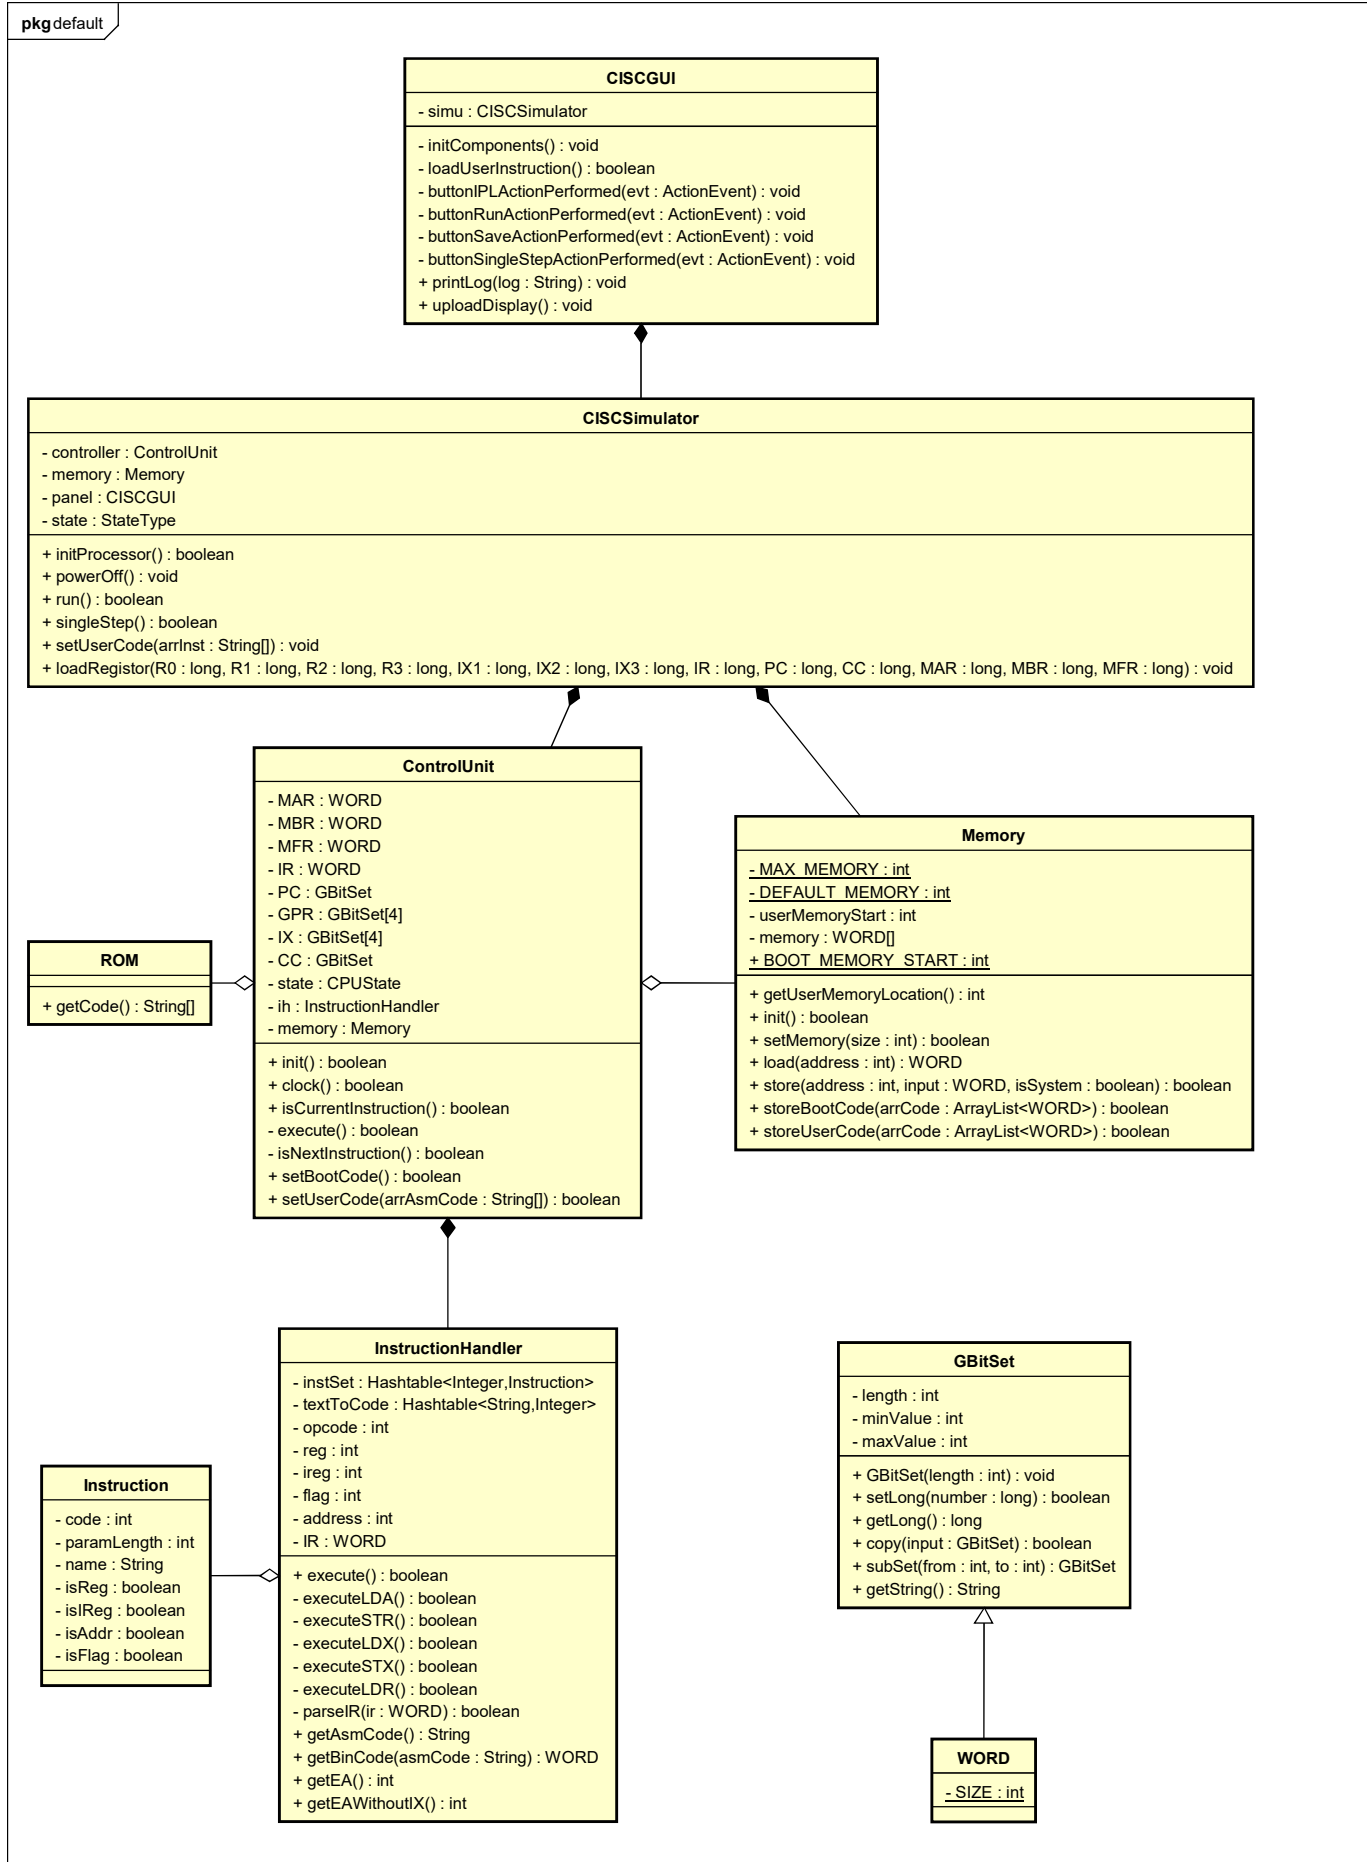 pkg default
CISCGUI
- simu : CISCSimulator
- initComponents() : void
- loadUserInstruction() : boolean
- buttonIPLActionPerformed(evt : ActionEvent) : void
- buttonRunActionPerformed(evt : ActionEvent) : void
- buttonSaveActionPerformed(evt : ActionEvent) : void
- buttonSingleStepActionPerformed(evt : ActionEvent) : void
+ printLog(log : String) : void
+ uploadDisplay() : void
CISCSimulator
- controller : ControlUnit
- memory : Memory
- panel : CISCGUI
- state : StateType
+ initProcessor() : boolean
+ powerOff() : void
+ run() : boolean
+ singleStep() : boolean
+ setUserCode(arrInst : String[]) : void
+ loadRegistor(R0 : long, R1 : long, R2 : long, R3 : long, IX1 : long, IX2 : long, IX3 : long, IR : long, PC : long, CC : long, MAR : long, MBR : long, MFR : long) : void
ControlUnit
- MAR : WORD
- MBR : WORD
- MFR : WORD
- IR : WORD
- PC : GBitSet
- GPR : GBitSet[4]
- IX : GBitSet[4]
- CC : GBitSet
- state : CPUState
- ih : InstructionHandler
- memory : Memory
+ init() : boolean
+ clock() : boolean
+ isCurrentInstruction() : boolean
- execute() : boolean
- isNextInstruction() : boolean
+ setBootCode() : boolean
+ setUserCode(arrAsmCode : String[]) : boolean
Memory
- MAX_MEMORY : int
- DEFAULT_MEMORY : int
- userMemoryStart : int
- memory : WORD[]
+ BOOT_MEMORY_START : int
+ getUserMemoryLocation() : int
+ init() : boolean
+ setMemory(size : int) : boolean
+ load(address : int) : WORD
+ store(address : int, input : WORD, isSystem : boolean) : boolean
+ storeBootCode(arrCode : ArrayList<WORD>) : boolean
+ storeUserCode(arrCode : ArrayList<WORD>) : boolean
ROM
+ getCode() : String[]
InstructionHandler
- instSet : Hashtable<Integer,Instruction>
- textToCode : Hashtable<String,Integer>
- opcode : int
- reg : int
- ireg : int
- flag : int
- address : int
- IR : WORD
+ execute() : boolean
- executeLDA() : boolean
- executeSTR() : boolean
- executeLDX() : boolean
- executeSTX() : boolean
- executeLDR() : boolean
- parseIR(ir : WORD) : boolean
+ getAsmCode() : String
+ getBinCode(asmCode : String) : WORD
+ getEA() : int
+ getEAWithoutIX() : int
Instruction
- code : int
- paramLength : int
- name : String
- isReg : boolean
- isIReg : boolean
- isAddr : boolean
- isFlag : boolean
GBitSet
- length : int
- minValue : int
- maxValue : int
+ GBitSet(length : int) : void
+ setLong(number : long) : boolean
+ getLong() : long
+ copy(input : GBitSet) : boolean
+ subSet(from : int, to : int) : GBitSet
+ getString() : String
WORD
- SIZE : int